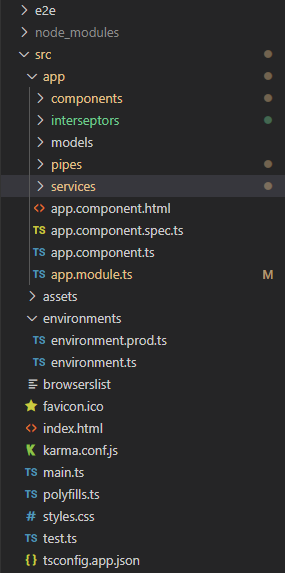 e2e
node_modules
src
app
components
interseptors
models
pipes
services
<> app.component.html
TS app.component.spec.ts
TS app.component.ts
TS app.module.ts M
assets
environments
TS environment.prod.ts
TS environment.ts
browserslist
favicon.ico
<> index.html
karma.conf.js
TS main.ts
TS polyfills.ts
# styles.css
TS test.ts
{} tsconfig.app.json